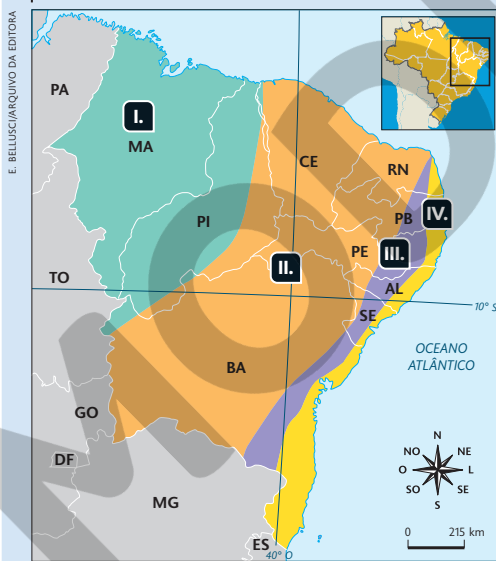 E. BELLUSCI/ARQUIVO DA EDITORA
PA
I.
MA
CE
RN
PI
PB
IV.
PE
III.
II.
TO
AL
10° S
SE
BA
OCEANO
ATLÂNTICO
GO
DF
N
NO NE
O L
SO SE
S
MG
0 215 km
ES
40° O